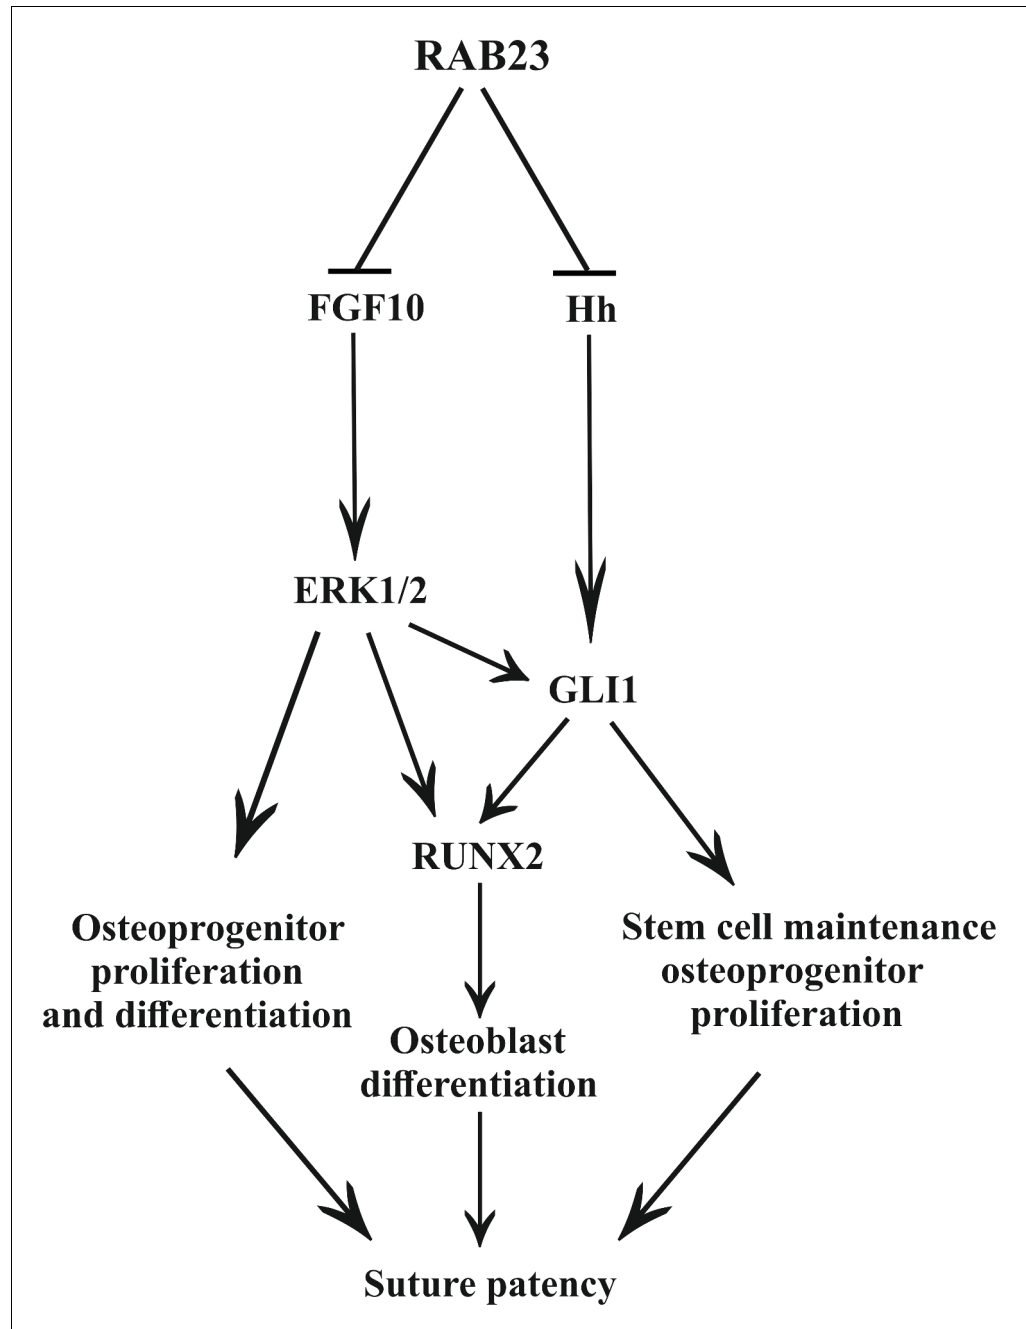 RAB23
FGF10
Hh
ERK1/2
GLI1
RUNX2
Osteoprogenitor
proliferation
and differentiation
Osteoblast
differentiation
Stem cell maintenance
osteoprogenitor
proliferation
Suture patency